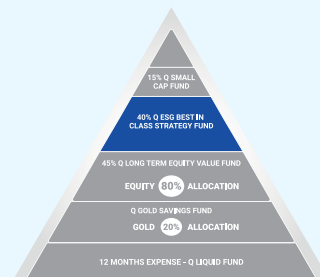 15% Q SMALL
CAP FUND
40% Q ESG BEST IN
CLASS STRATEGY FUND
45% Q LONG TERM EQUITY VALUE FUND
EQUITY 80% ALLOCATION
Q GOLD SAVINGS FUND
GOLD 20% ALLOCATION
12 MONTHS EXPENSE - Q LIQUID FUND